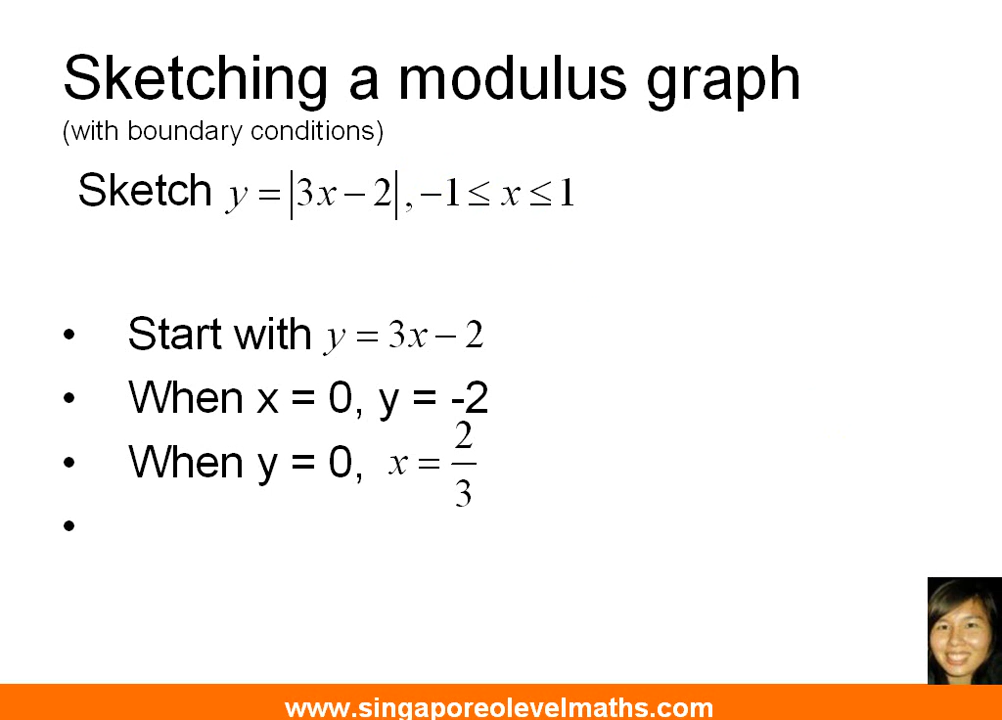 Sketching a modulus graph
(with boundary conditions)
Sketch y = |3x − 2|, −1 ≤ x ≤ 1
• Start with y = 3x − 2
• When x = 0, y = -2
• When y = 0, x = 2/3
•
www.singaporeolevelmaths.com